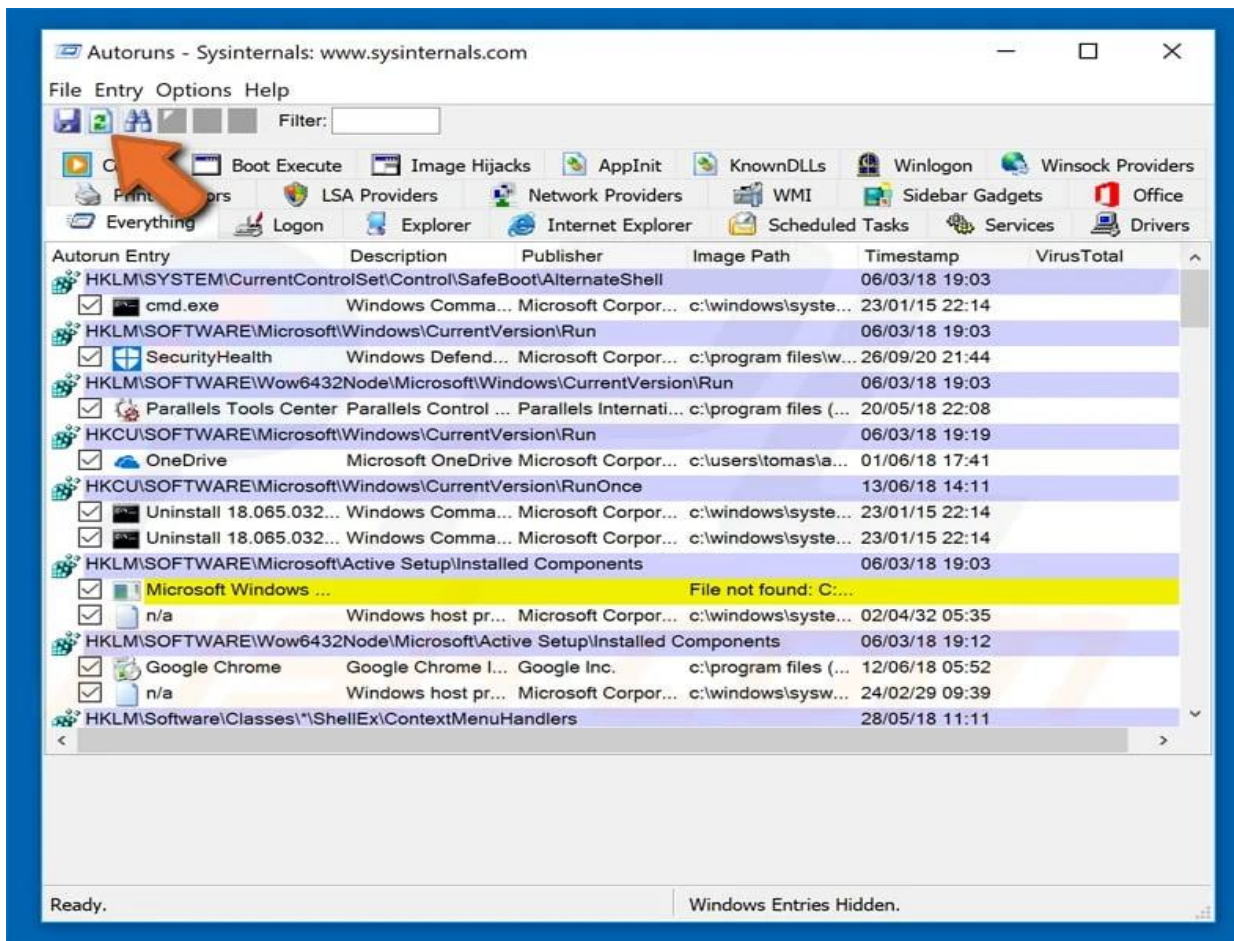 Autoruns - Sysinternals: www.sysinternals.com
File Entry Options Help
Filter:
Boot Execute Image Hijacks AppInit KnownDLLs Winlogon Winsock Providers
LSA Providers Network Providers WMI Sidebar Gadgets Office
Everything Logon Explorer Internet Explorer Scheduled Tasks Services Drivers
Autorun Entry Description Publisher Image Path Timestamp VirusTotal
HKLM\SYSTEM\CurrentControlSet\Control\SafeBoot\AlternateShell 06/03/18 19:03
cmd.exe Windows Comma... Microsoft Corpor... c:\windows\syste... 23/01/15 22:14
HKLM\SOFTWARE\Microsoft\Windows\CurrentVersion\Run 06/03/18 19:03
SecurityHealth Windows Defend... Microsoft Corpor... c:\program files\w... 26/09/20 21:44
HKLM\SOFTWARE\Wow6432Node\Microsoft\Windows\CurrentVersion\Run 06/03/18 19:03
Parallels Tools Center Parallels Control ... Parallels Internati... c:\program files (... 20/05/18 22:08
HKCU\SOFTWARE\Microsoft\Windows\CurrentVersion\Run 06/03/18 19:19
OneDrive Microsoft OneDrive Microsoft Corpor... c:\users\tomas\a... 01/06/18 17:41
HKCU\SOFTWARE\Microsoft\Windows\CurrentVersion\RunOnce 13/06/18 14:11
Uninstall 18.065.032... Windows Comma... Microsoft Corpor... c:\windows\syste... 23/01/15 22:14
Uninstall 18.065.032... Windows Comma... Microsoft Corpor... c:\windows\syste... 23/01/15 22:14
HKLM\SOFTWARE\Microsoft\Active Setup\Installed Components 06/03/18 19:03
Microsoft Windows ... File not found: C:...
n/a Windows host pr... Microsoft Corpor... c:\windows\syste... 02/04/32 05:35
HKLM\SOFTWARE\Wow6432Node\Microsoft\Active Setup\Installed Components 06/03/18 19:12
Google Chrome Google Chrome I... Google Inc. c:\program files (... 12/06/18 05:52
n/a Windows host pr... Microsoft Corpor... c:\windows\sysw... 24/02/29 09:39
HKLM\Software\Classes\*\ShellEx\ContextMenuHandlers 28/05/18 11:11
Ready. Windows Entries Hidden.